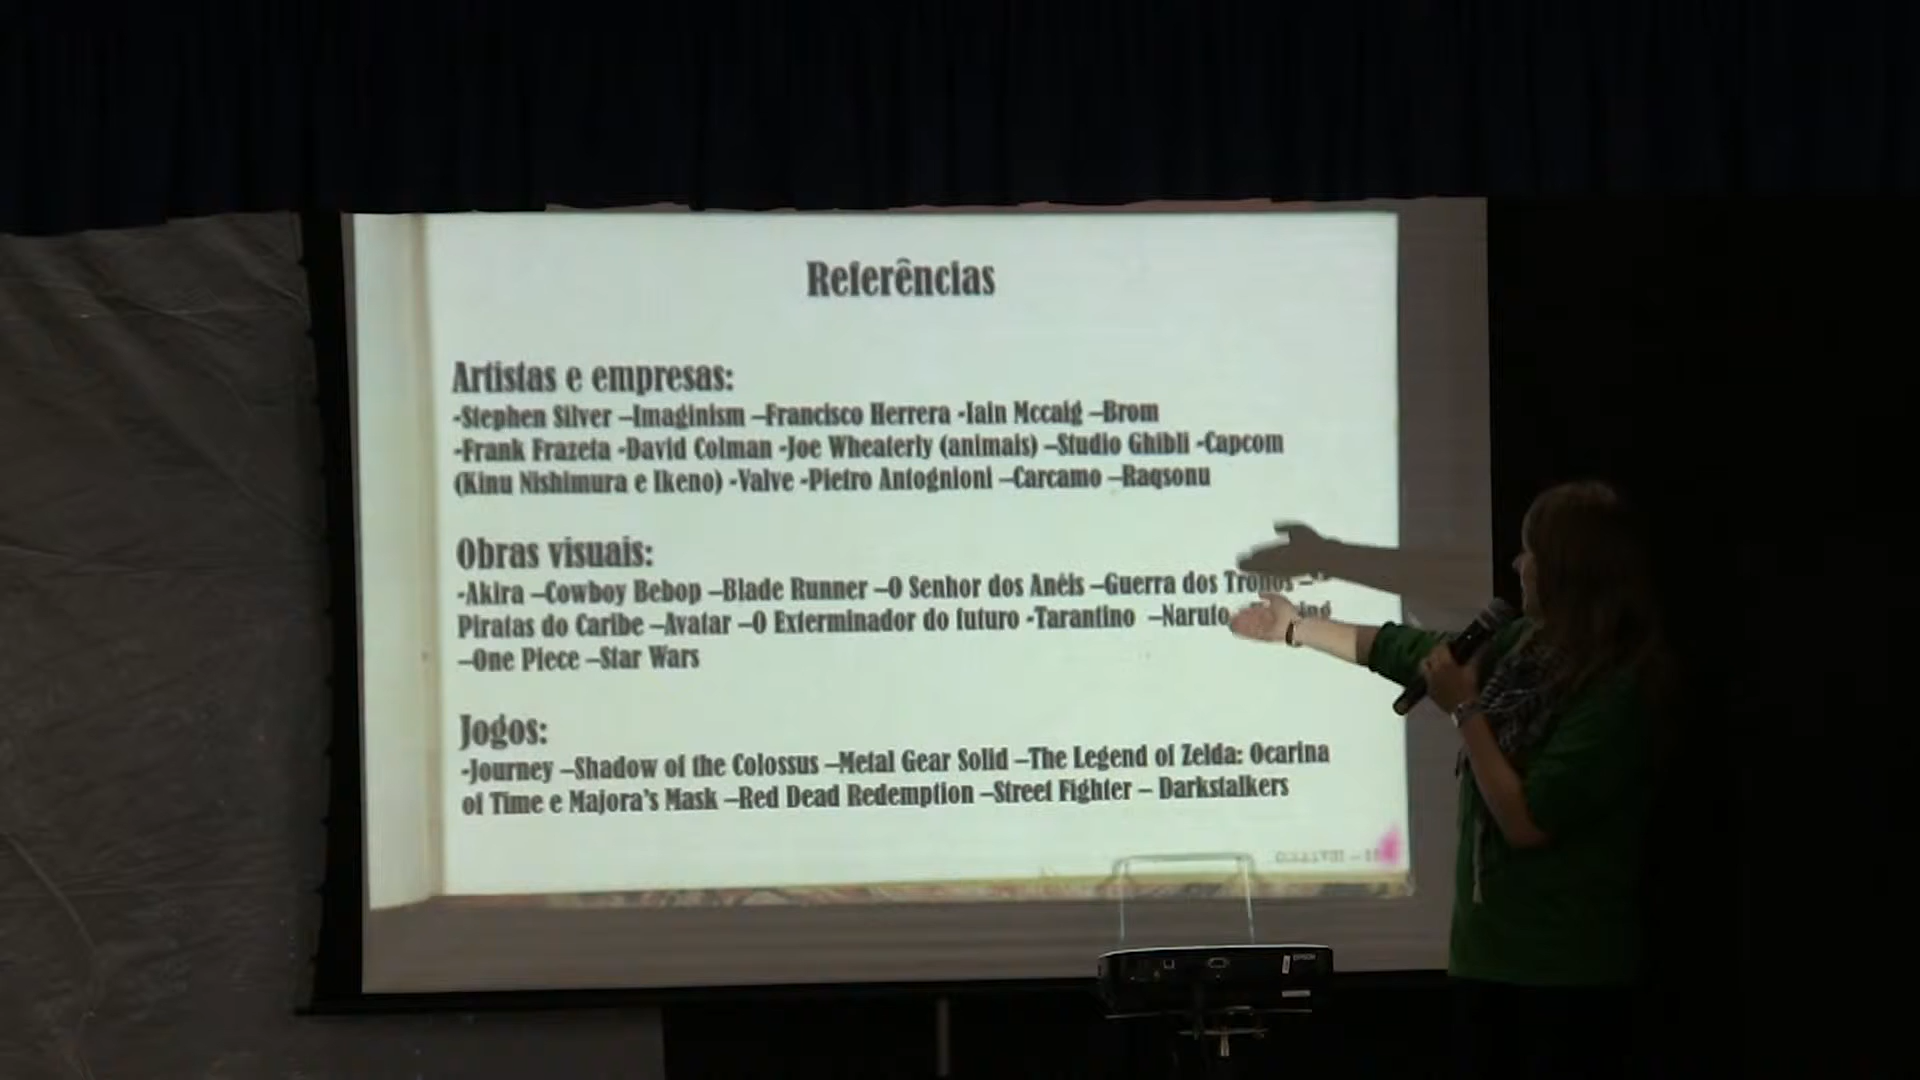 Referências
Artistas e empresas:
-Stephen Silver –Imaginism –Francisco Herrera -Iain Mccaig –Brom
-Frank Frazeta -David Colman -Joe Wheaterly (animais) –Studio Ghibli -Capcom
(Kinu Nishimura e Ikeno) -Valve -Pietro Antognioni –Carcamo –Raqsonu
Obras visuais:
-Akira –Cowboy Bebop –Blade Runner –O Senhor dos Anéis –Guerra dos Tronos –
Piratas do Caribe –Avatar –O Exterminador do futuro -Tarantino –Naruto
–One Piece –Star Wars
Jogos:
-Journey –Shadow of the Colossus –Metal Gear Solid –The Legend of Zelda: Ocarina
of Time e Majora's Mask –Red Dead Redemption –Street Fighter – Darkstalkers
EPSON